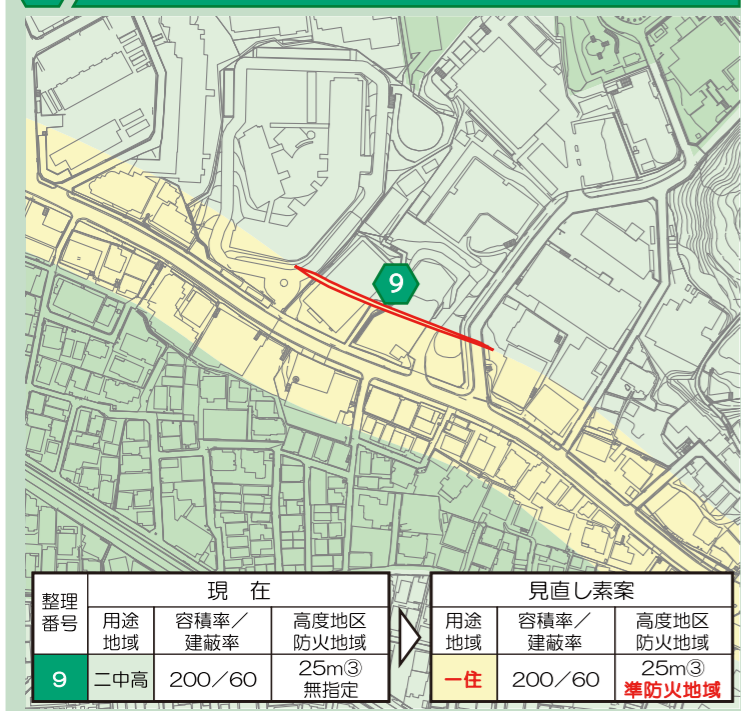 9
整理
番号
現 在
用途
地域
容積率／
建蔽率
高度地区
防火地域
9
二中高
200／60
25m③
無指定
見直し素案
用途
地域
容積率／
建蔽率
高度地区
防火地域
一住
200／60
25m③
準防火地域